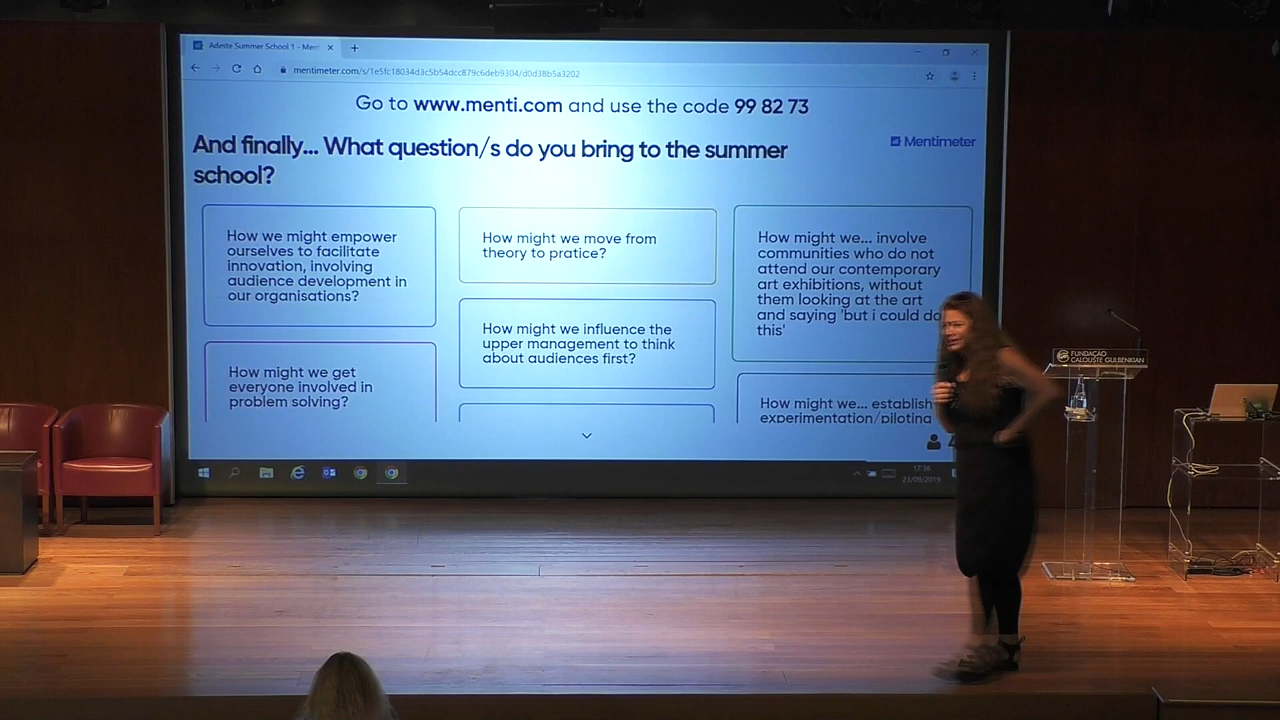 Adeste Summer School 1 - Ment
mentimeter.com/s/1e5fc18034d3c5b54dcc879c6deb9304/d0d38b5a3202
Go to www.menti.com and use the code 99 82 73
And finally... What question/s do you bring to the summer
school?
Mentimeter
How we might empower
ourselves to facilitate
innovation, involving
audience development in
our organisations?
How might we get
everyone involved in
problem solving?
How might we move from
theory to pratice?
How might we influence the
upper management to think
about audiences first?
How might we... involve
communities who do not
attend our contemporary
art exhibitions, without
them looking at the art
and saying 'but i could do
this'
How might we... establish
experimentation/piloting
17:36
23/09/2019
FUNDAÇÃO
CALOUSTE GULBENKIAN